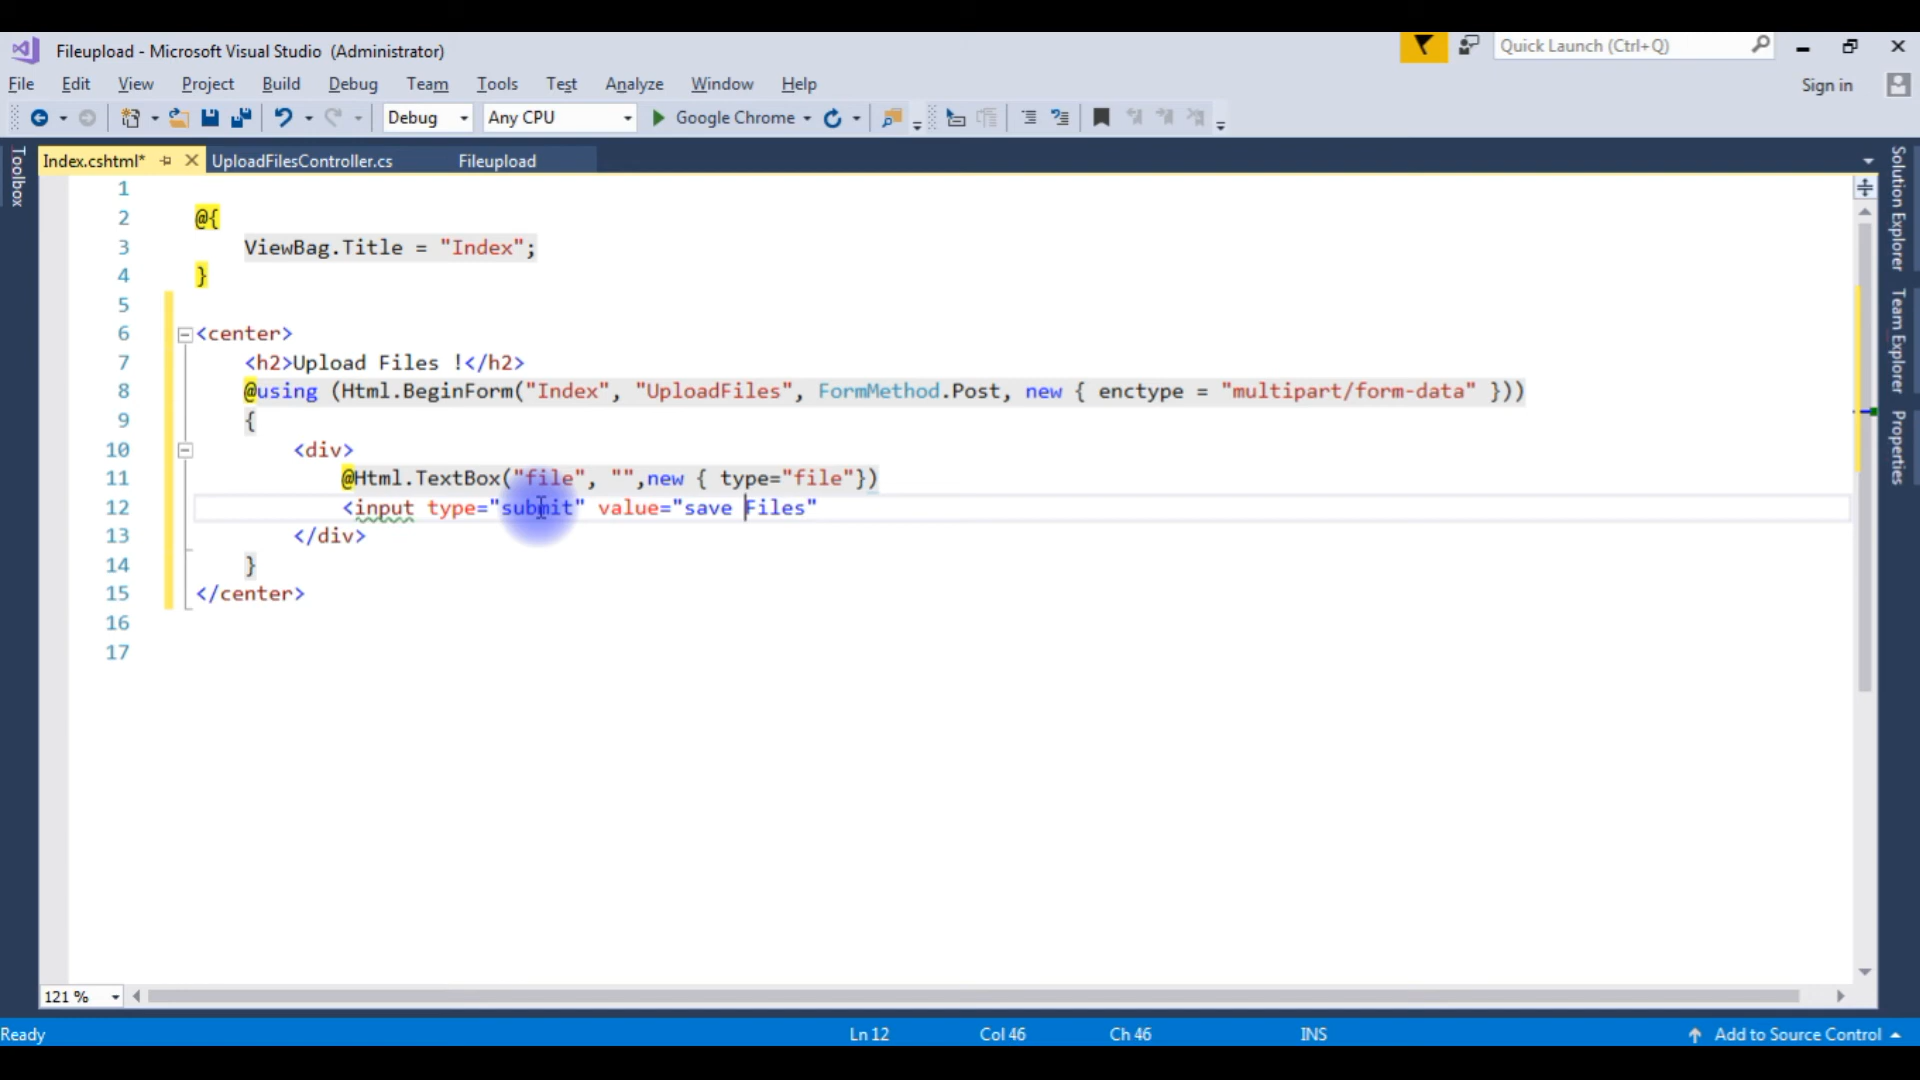 Fileupload - Microsoft Visual Studio (Administrator)
Quick Launch (Ctrl+Q)
File Edit View Project Build Debug Team Tools Test Analyze Window Help
Sign in
Debug Any CPU Google Chrome
Index.cshtml* UploadFilesController.cs Fileupload
Toolbox
Solution Explorer
Team Explorer
Properties
1
2 @{
3 ViewBag.Title = "Index";
4 }
5
6 <center>
7 <h2>Upload Files !</h2>
8 @using (Html.BeginForm("Index", "UploadFiles", FormMethod.Post, new { enctype = "multipart/form-data" }))
9 {
10 <div>
11 @Html.TextBox("file", "",new { type="file"})
12 <input type="submit" value="save Files"
13 </div>
14 }
15 </center>
16
17
121 %
Ready Ln 12 Col 46 Ch 46 INS Add to Source Control